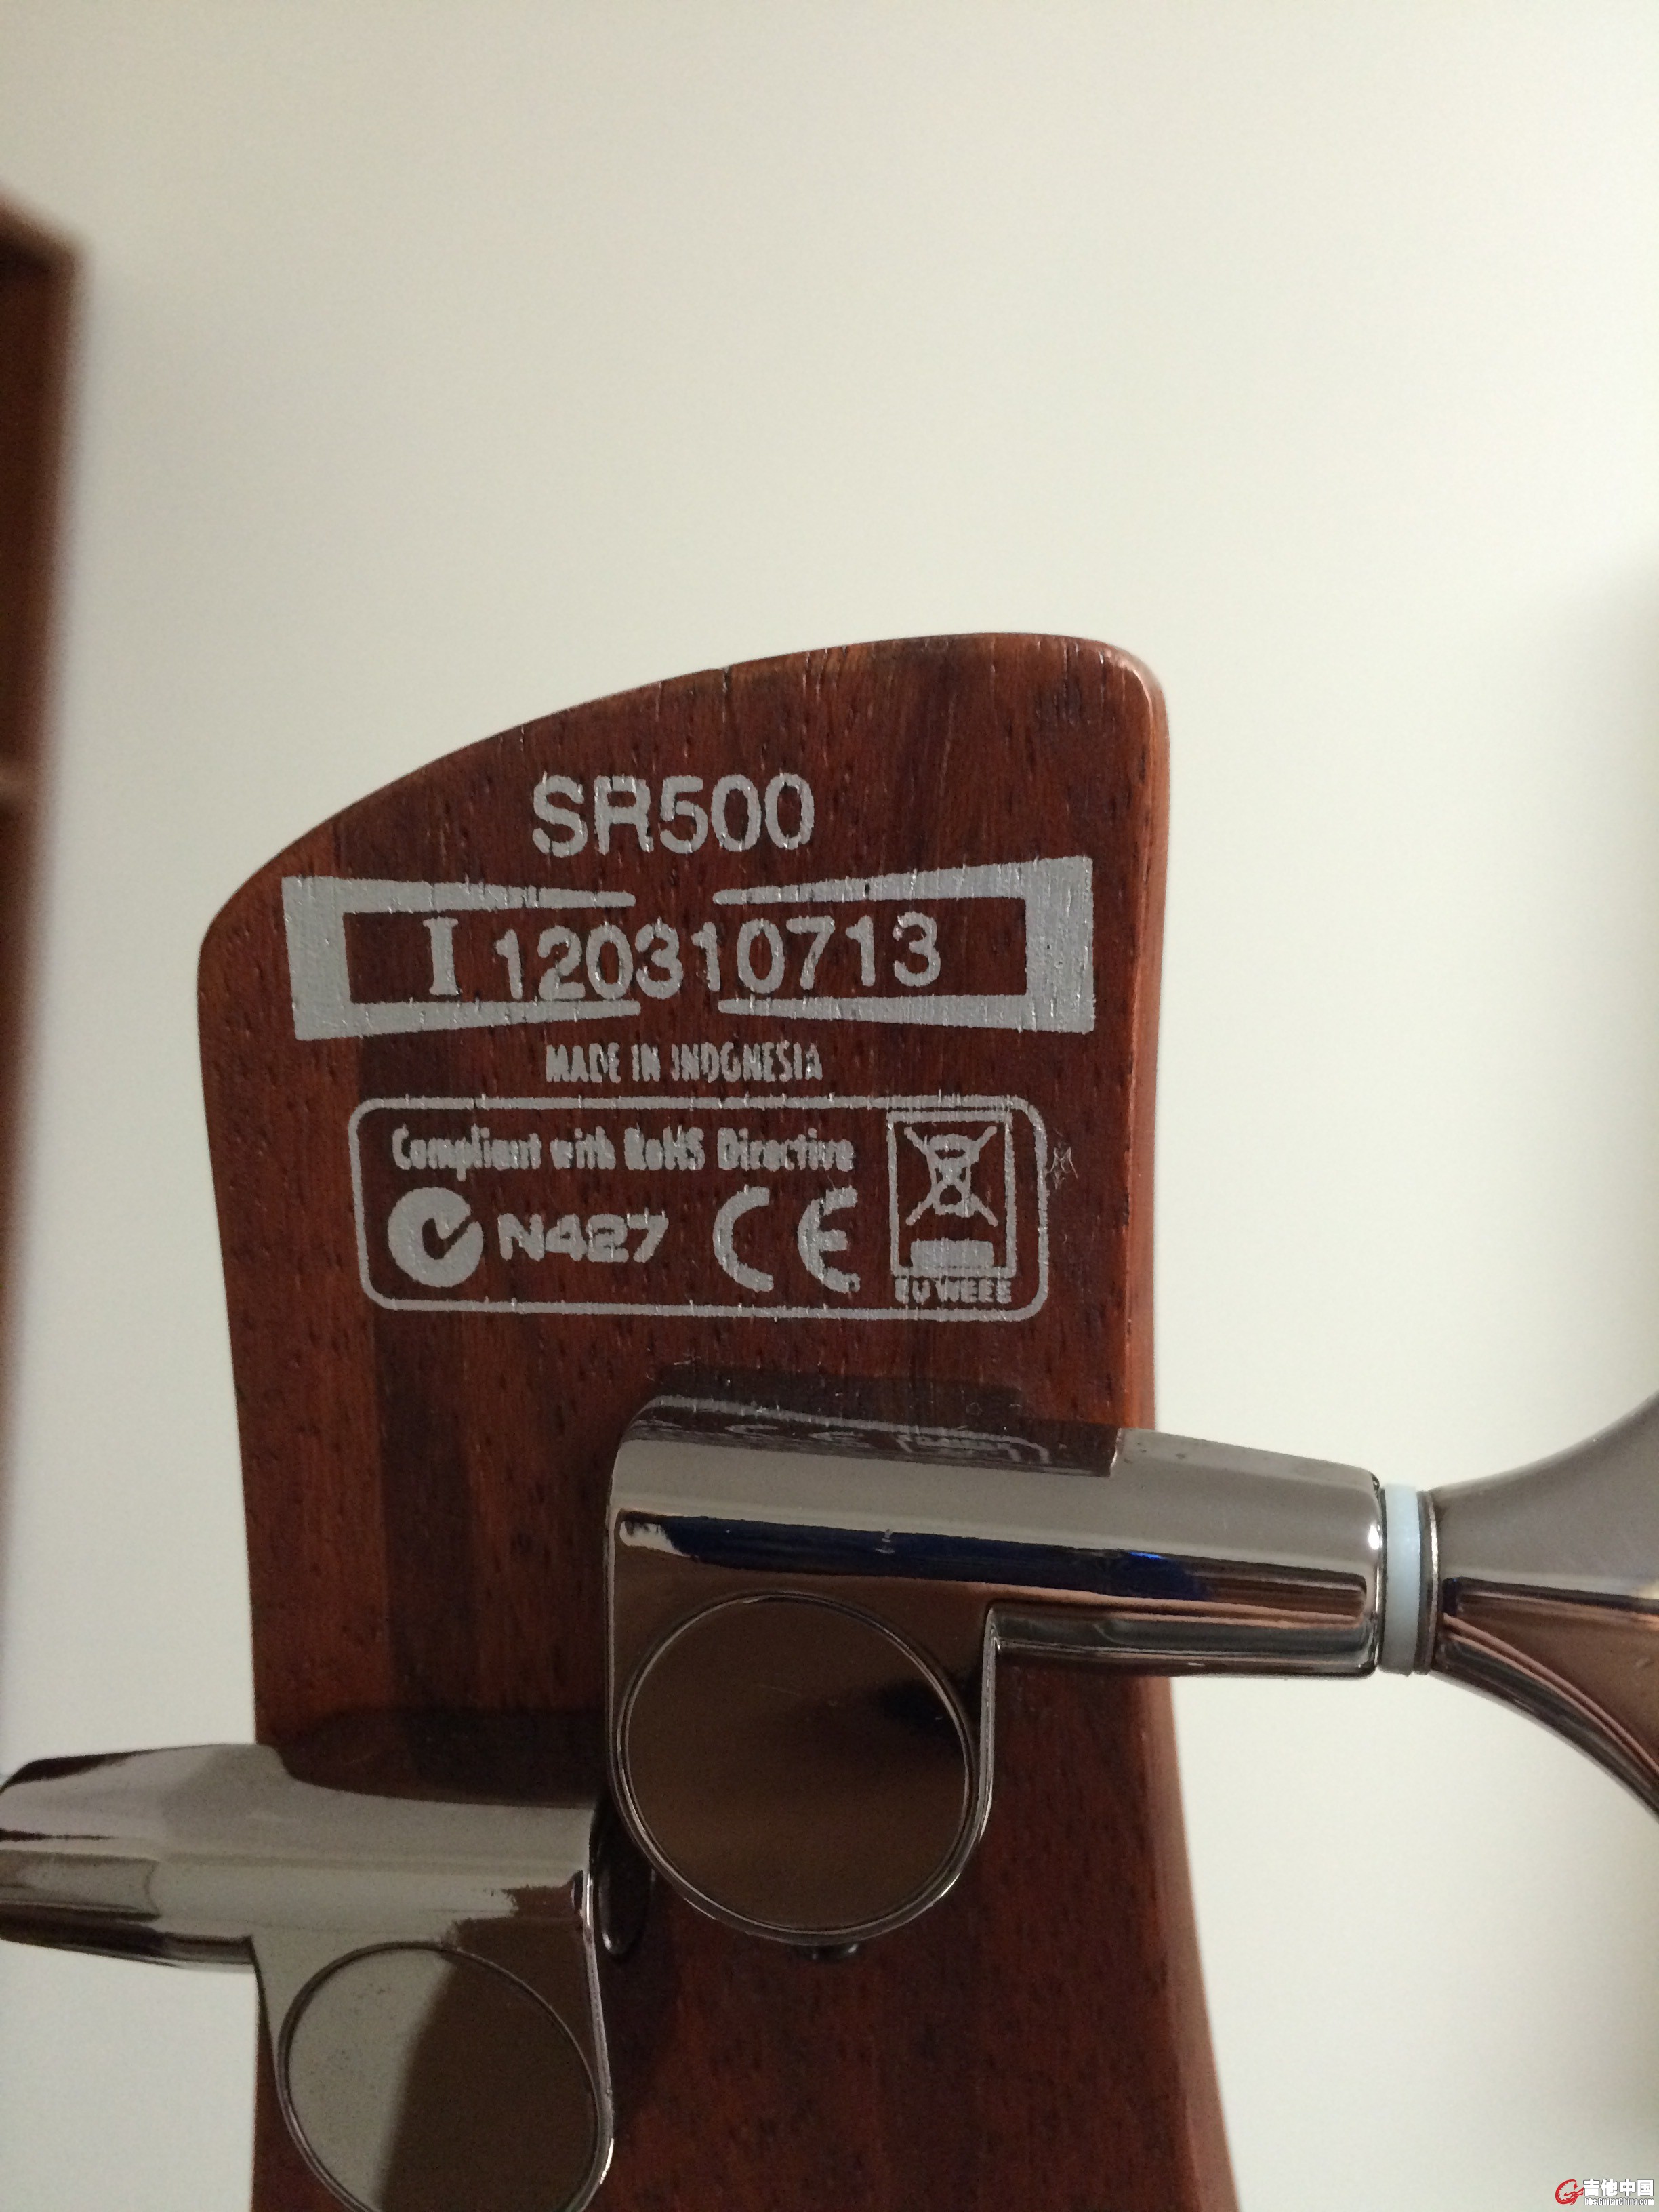 SR500
I 120310713
MADE IN INDONESIA
Compliant with RoHS Directive
N427 CE
EU WEEE
吉他中国
bbs.GuitarChina.com